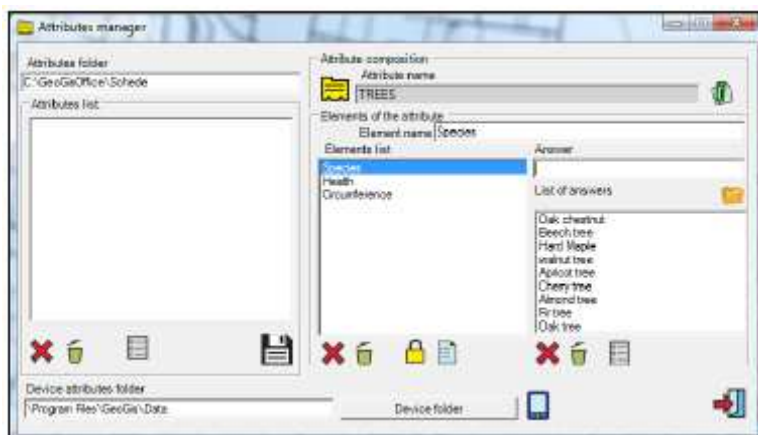 Attributes manager
Attributes folder
C:\GeoGisOffice\Schede
Attributes list
Attribute composition
Attribute name
TREES
Elements of the attribute
Element name Species
Elements list
Species
Health
Circumference
Answer
List of answers
Oak chestnut
Beech tree
Hard Maple
walnut tree
Apricot tree
Cherry tree
Almond tree
Fir tree
Oak tree
Device attributes folder
\Program Files\GeoGis\Data
Device folder